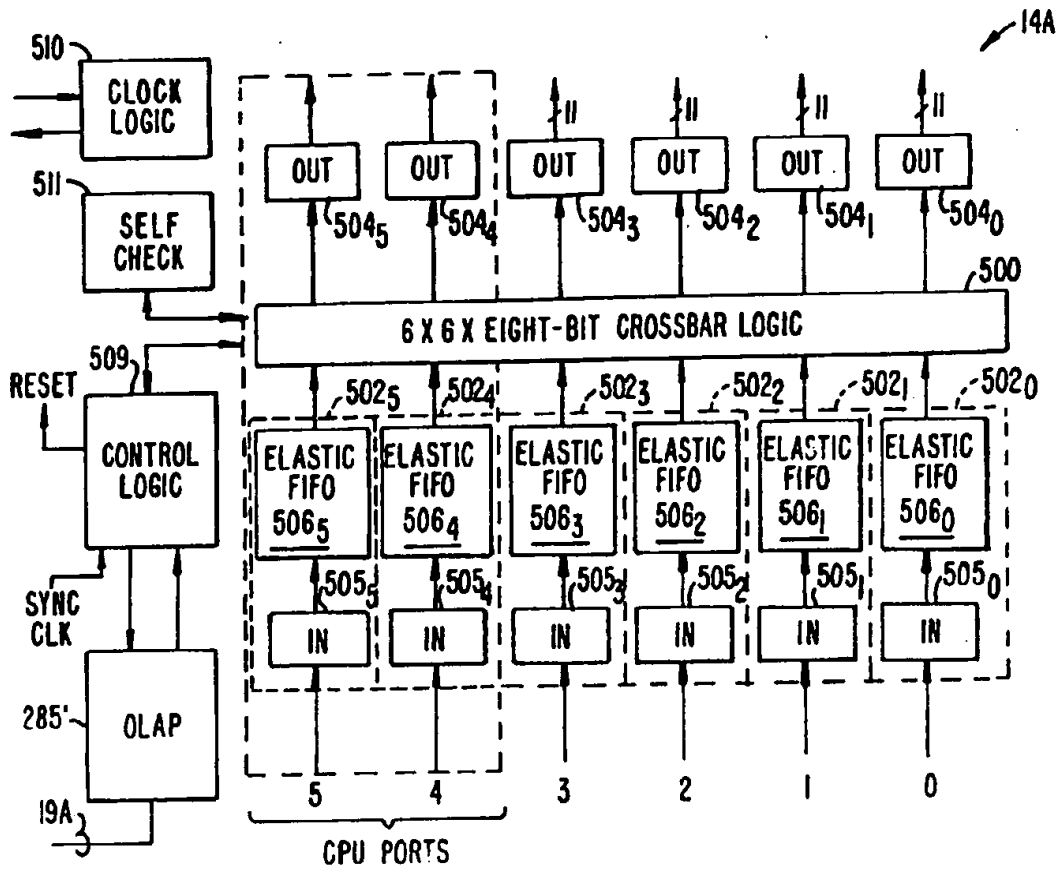 14A
510
CLOCK
LOGIC
11
11
11
11
OUT
OUT
OUT
OUT
OUT
OUT
504₅
504₄
504₃
504₂
504₁
504₀
511
SELF
CHECK
500
6 X 6 X EIGHT-BIT CROSSBAR LOGIC
509
RESET
CONTROL
LOGIC
502₅
502₄
502₃
502₂
502₁
502₀
ELASTIC
FIFO
506₅
ELASTIC
FIFO
506₄
ELASTIC
FIFO
506₃
ELASTIC
FIFO
506₂
ELASTIC
FIFO
506₁
ELASTIC
FIFO
506₀
SYNC
CLK
505₅
505₄
505₃
505₂
505₁
505₀
IN
IN
IN
IN
IN
IN
285'
OLAP
19A
5
4
3
2
1
0
CPU PORTS